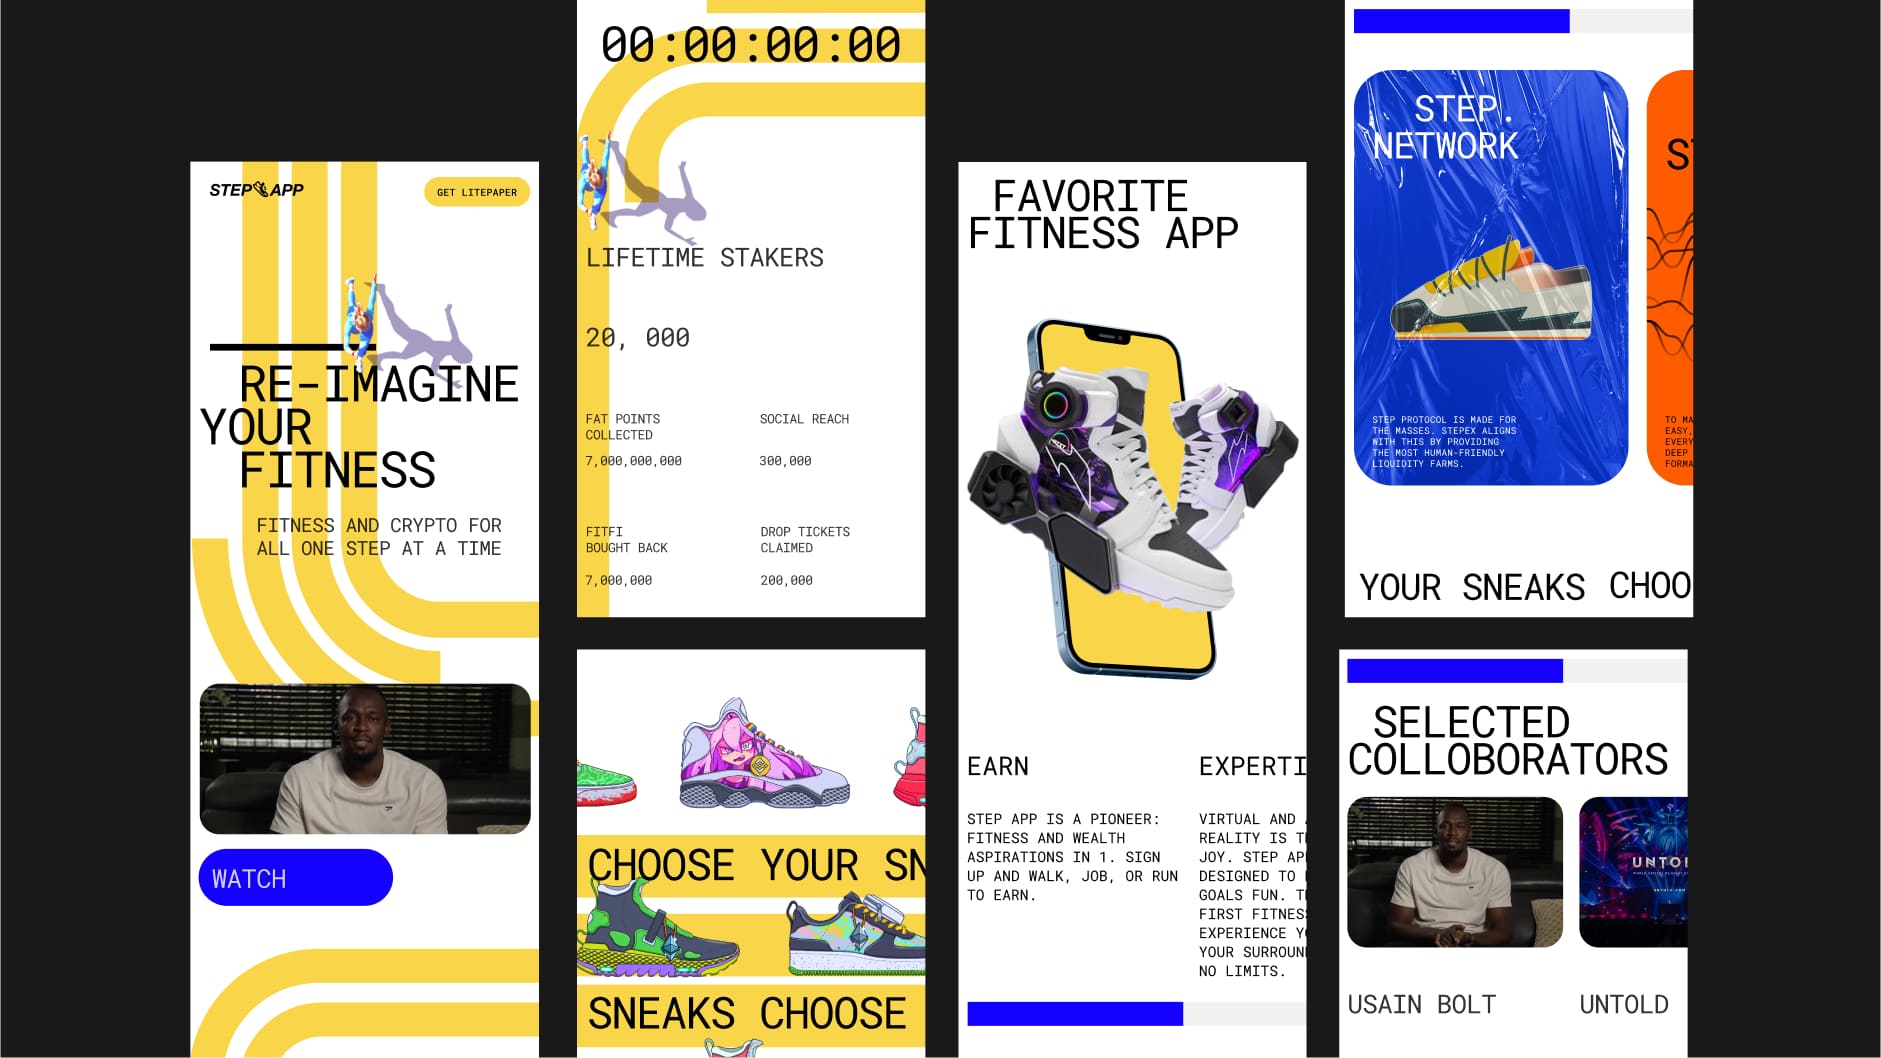 STEP APP
GET LITEPAPER
RE-IMAGINE
YOUR
FITNESS
FITNESS AND CRYPTO FOR
ALL ONE STEP AT A TIME
WATCH
00:00:00:00
LIFETIME STAKERS
20, 000
FAT POINTS
COLLECTED
7,000,000,000
SOCIAL REACH
300,000
FITFI
BOUGHT BACK
7,000,000
DROP TICKETS
CLAIMED
200,000
CHOOSE YOUR SN
SNEAKS CHOOSE
FAVORITE
FITNESS APP
EARN
STEP APP IS A PIONEER:
FITNESS AND WEALTH
ASPIRATIONS IN 1. SIGN
UP AND WALK, JOB, OR RUN
TO EARN.
EXPERTI
VIRTUAL AND
REALITY IS
JOY. STEP AP
DESIGNED TO
GOALS FUN.
FIRST FITNES
EXPERIENCE
YOUR SURROUN
NO LIMITS.
STEP.
NETWORK
STEP PROTOCOL IS MADE FOR
THE MASSES. STEPEX ALIGNS
WITH THIS BY PROVIDING
THE MOST HUMAN-FRIENDLY
LIQUIDITY FARMS.
TO MA
EASY,
EVERY
DEEP
FORMA
YOUR SNEAKS CHOO
SELECTED
COLLOBORATORS
UNTO
USAIN BOLT
UNTOLD